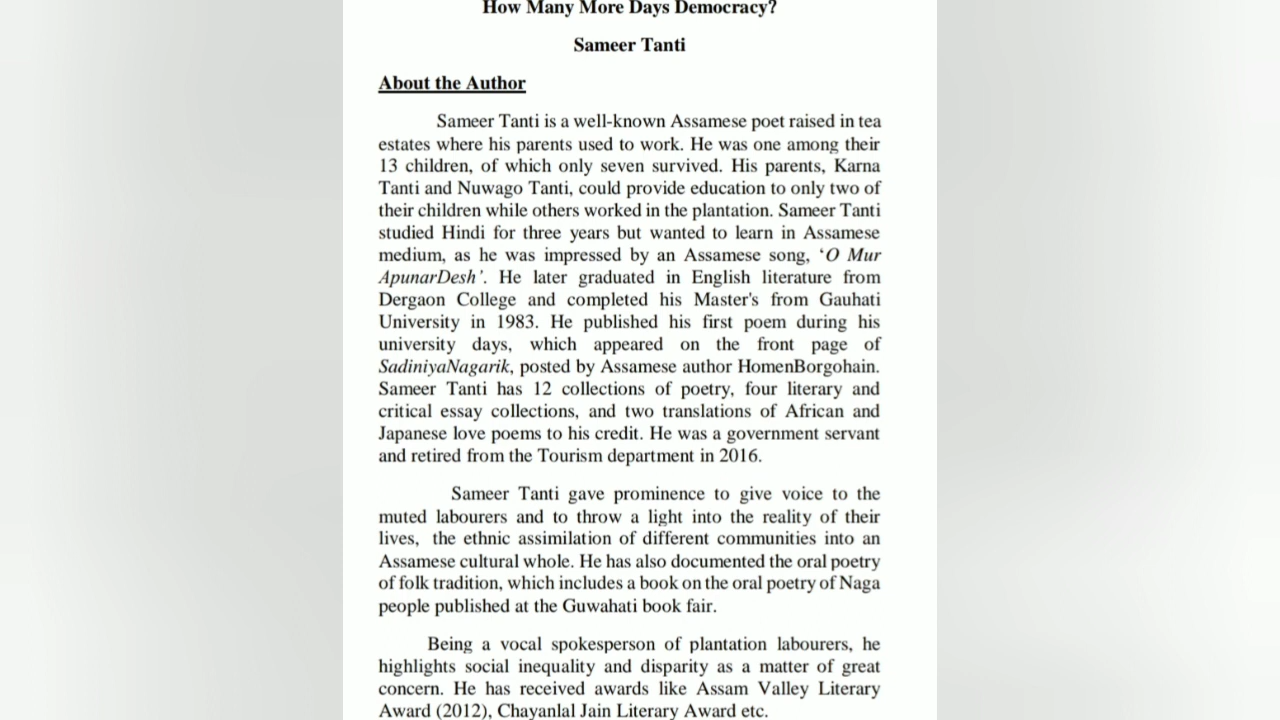 How Many More Days Democracy?
Sameer Tanti
About the Author
Sameer Tanti is a well-known Assamese poet raised in tea
estates where his parents used to work. He was one among their
13 children, of which only seven survived. His parents, Karna
Tanti and Nuwago Tanti, could provide education to only two of
their children while others worked in the plantation. Sameer Tanti
studied Hindi for three years but wanted to learn in Assamese
medium, as he was impressed by an Assamese song, ‘O Mur
ApunarDesh’. He later graduated in English literature from
Dergaon College and completed his Master's from Gauhati
University in 1983. He published his first poem during his
university days, which appeared on the front page of
SadiniyaNagarik, posted by Assamese author HomenBorgohain.
Sameer Tanti has 12 collections of poetry, four literary and
critical essay collections, and two translations of African and
Japanese love poems to his credit. He was a government servant
and retired from the Tourism department in 2016.
Sameer Tanti gave prominence to give voice to the
muted labourers and to throw a light into the reality of their
lives, the ethnic assimilation of different communities into an
Assamese cultural whole. He has also documented the oral poetry
of folk tradition, which includes a book on the oral poetry of Naga
people published at the Guwahati book fair.
Being a vocal spokesperson of plantation labourers, he
highlights social inequality and disparity as a matter of great
concern. He has received awards like Assam Valley Literary
Award (2012), Chayanlal Jain Literary Award etc.